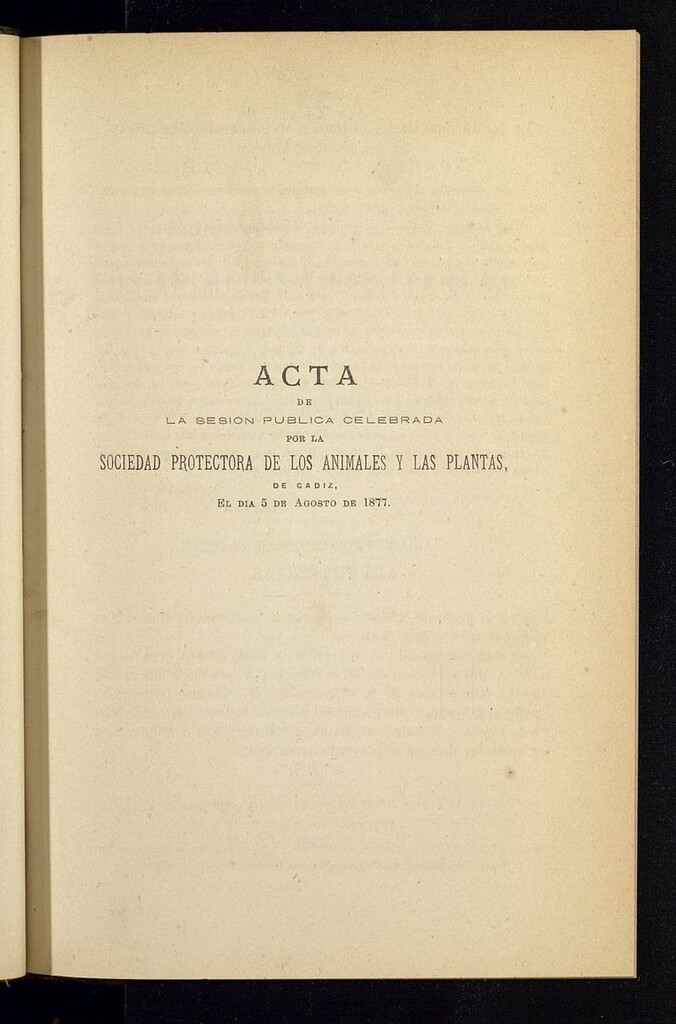 ACTA
DE
LA SESION PUBLICA CELEBRADA
POR LA
SOCIEDAD PROTECTORA DE LOS ANIMALES Y LAS PLANTAS,
DE CADIZ,
EL DIA 5 DE AGOSTO DE 1877.